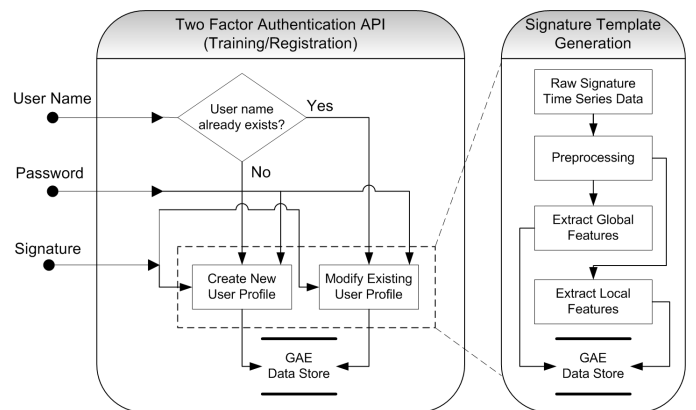 Two Factor Authentication API
(Training/Registration)
User Name
User name
already exists?
Yes
No
Password
Signature
Create New
User Profile
Modify Existing
User Profile
GAE
Data Store
Signature Template
Generation
Raw Signature
Time Series Data
Preprocessing
Extract Global
Features
Extract Local
Features
GAE
Data Store